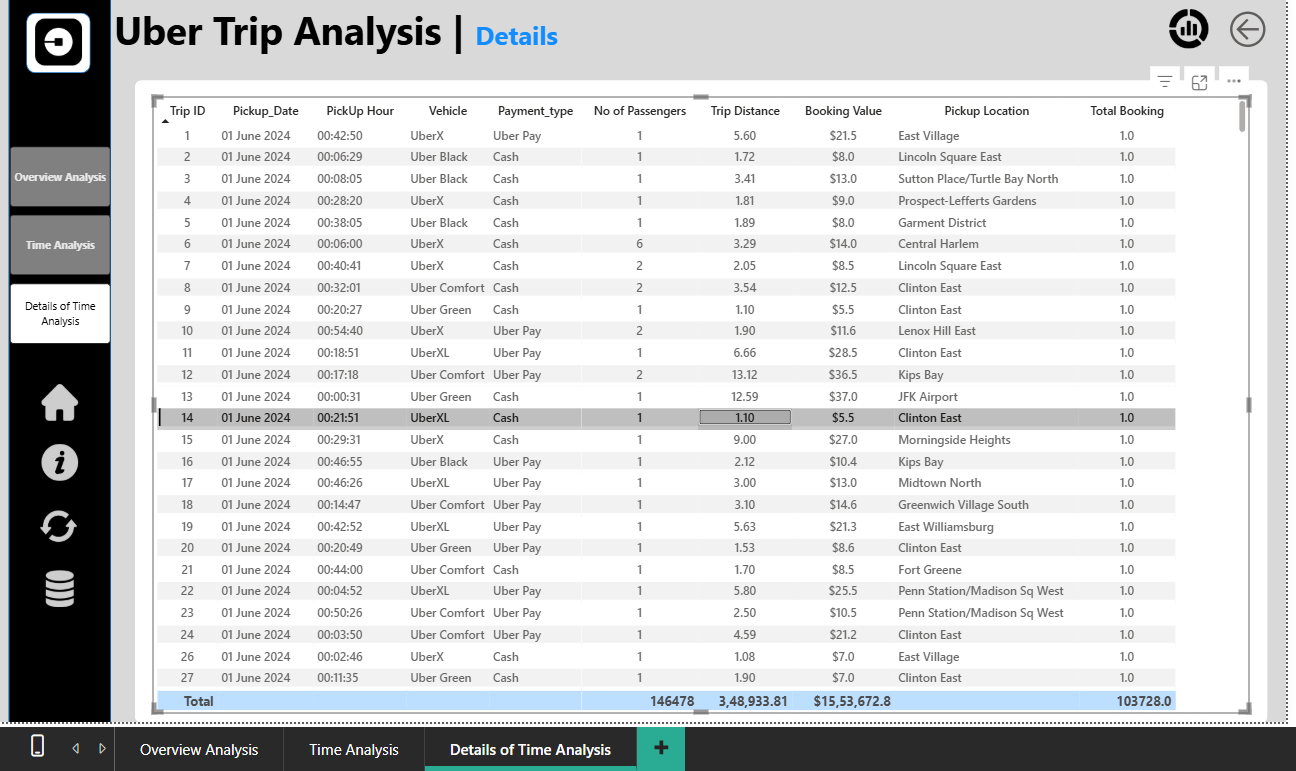 Uber Trip Analysis | Details
Overview Analysis
Time Analysis
Details of Time
Analysis
Trip ID Pickup_Date PickUp Hour Vehicle Payment_type No of Passengers Trip Distance Booking Value Pickup Location Total Booking
1 01 June 2024 00:42:50 UberX Uber Pay 1 5.60 $21.5 East Village 1.0
2 01 June 2024 00:06:29 Uber Black Cash 1 1.72 $8.0 Lincoln Square East 1.0
3 01 June 2024 00:08:05 Uber Black Cash 1 3.41 $13.0 Sutton Place/Turtle Bay North 1.0
4 01 June 2024 00:28:20 UberX Cash 1 1.81 $9.0 Prospect-Lefferts Gardens 1.0
5 01 June 2024 00:38:05 Uber Black Cash 1 1.89 $8.0 Garment District 1.0
6 01 June 2024 00:06:00 UberX Cash 6 3.29 $14.0 Central Harlem 1.0
7 01 June 2024 00:40:41 UberX Cash 2 2.05 $8.5 Lincoln Square East 1.0
8 01 June 2024 00:32:01 Uber Comfort Cash 2 3.54 $12.5 Clinton East 1.0
9 01 June 2024 00:20:27 Uber Green Cash 1 1.10 $5.5 Clinton East 1.0
10 01 June 2024 00:54:40 UberX Uber Pay 2 1.90 $11.6 Lenox Hill East 1.0
11 01 June 2024 00:18:51 UberXL Uber Pay 1 6.66 $28.5 Clinton East 1.0
12 01 June 2024 00:17:18 Uber Comfort Uber Pay 2 13.12 $36.5 Kips Bay 1.0
13 01 June 2024 00:00:31 Uber Green Cash 1 12.59 $37.0 JFK Airport 1.0
14 01 June 2024 00:21:51 UberXL Cash 1 1.10 $5.5 Clinton East 1.0
15 01 June 2024 00:29:31 UberX Cash 1 9.00 $27.0 Morningside Heights 1.0
16 01 June 2024 00:46:55 Uber Black Uber Pay 1 2.12 $10.4 Kips Bay 1.0
17 01 June 2024 00:46:26 UberXL Uber Pay 1 3.00 $13.0 Midtown North 1.0
18 01 June 2024 00:14:47 Uber Comfort Uber Pay 1 3.10 $14.6 Greenwich Village South 1.0
19 01 June 2024 00:42:52 UberXL Uber Pay 1 5.63 $21.3 East Williamsburg 1.0
20 01 June 2024 00:20:49 Uber Green Uber Pay 1 1.53 $8.6 Clinton East 1.0
21 01 June 2024 00:44:00 Uber Comfort Cash 1 1.70 $8.5 Fort Greene 1.0
22 01 June 2024 00:04:52 UberXL Uber Pay 1 5.80 $25.5 Penn Station/Madison Sq West 1.0
23 01 June 2024 00:50:26 Uber Comfort Uber Pay 1 2.50 $10.5 Penn Station/Madison Sq West 1.0
24 01 June 2024 00:03:50 Uber Comfort Uber Pay 1 4.59 $21.2 Clinton East 1.0
26 01 June 2024 00:02:46 UberX Cash 1 1.08 $7.0 East Village 1.0
27 01 June 2024 00:11:35 Uber Green Cash 1 1.90 $7.0 Clinton East 1.0
Total 146478 3,48,933.81 $15,53,672.8 103728.0
Overview Analysis Time Analysis Details of Time Analysis